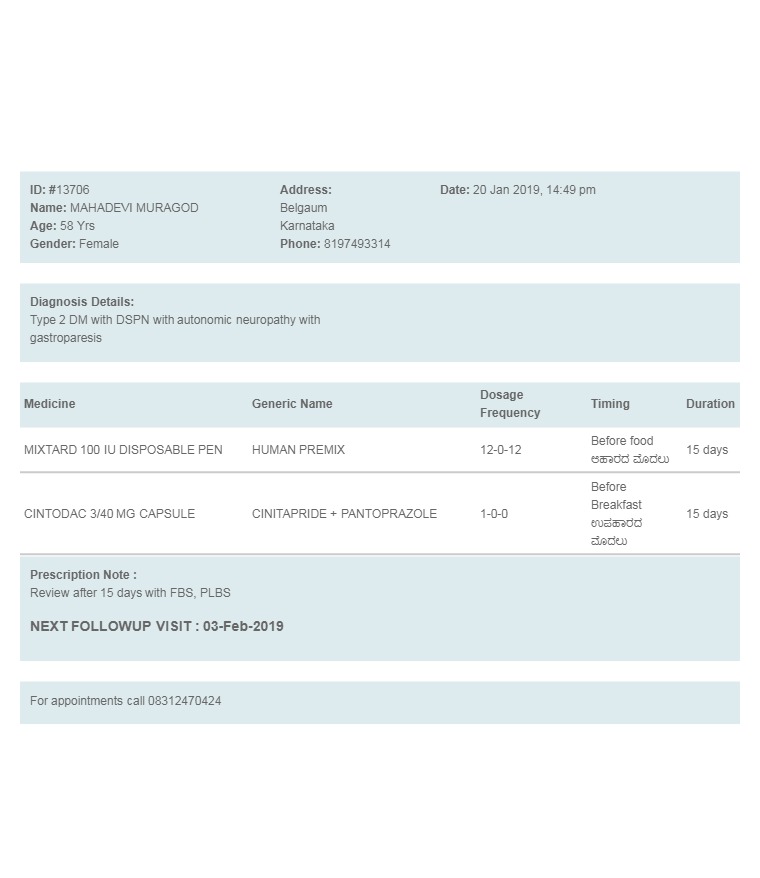 ID: #13706
Name: MAHADEVI MURAGOD
Age: 58 Yrs
Gender: Female
Address:
Belgaum
Karnataka
Phone: 8197493314
Date: 20 Jan 2019, 14:49 pm
Diagnosis Details:
Type 2 DM with DSPN with autonomic neuropathy with
gastroparesis
Medicine Generic Name Dosage Frequency Timing Duration
MIXTARD 100 IU DISPOSABLE PEN HUMAN PREMIX 12-0-12 Before food 15 days
ಆಹಾರದ ಮೊದಲು
CINTODAC 3/40 MG CAPSULE CINITAPRIDE + PANTOPRAZOLE 1-0-0 Before Breakfast 15 days
ಉಪಹಾರದ
ಮೊದಲು
Prescription Note :
Review after 15 days with FBS, PLBS
NEXT FOLLOWUP VISIT : 03-Feb-2019
For appointments call 08312470424